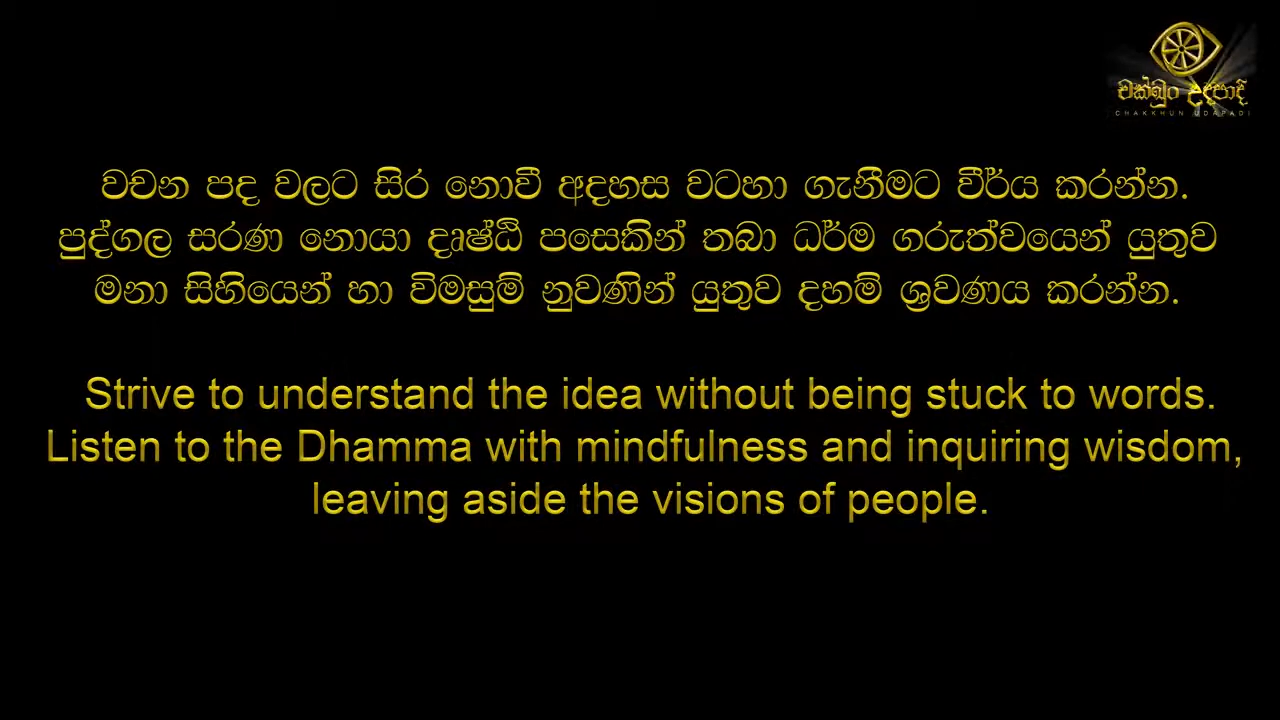 චක්ඛුං උදපාදි
CHAKKHUN UDAPADI
වචන පද වලට සිර නොවී අදහස වටහා ගැනීමට වීර්ය කරන්න.
පුද්ගල සරණ නොයා දෘෂ්ඨි පසෙකින් තබා ධර්ම ගරුත්වයෙන් යුතුව
මනා සිහියෙන් හා විමසුම් නුවණින් යුතුව දහම් ශ්‍රවණය කරන්න.
Strive to understand the idea without being stuck to words.
Listen to the Dhamma with mindfulness and inquiring wisdom,
leaving aside the visions of people.